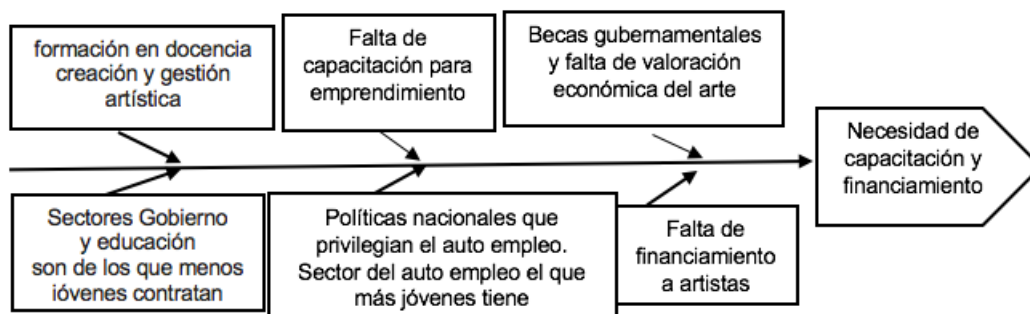 formación en docencia
creación y gestión
artística
Falta de
capacitación para
emprendimiento
Becas gubernamentales
y falta de valoración
económica del arte
Necesidad de
capacitación y
financiamiento
Sectores Gobierno
y educación
son de los que menos
jóvenes contratan
Políticas nacionales que
privilegian el auto empleo.
Sector del auto empleo el que
más jóvenes tiene
Falta de
financiamiento
a artistas